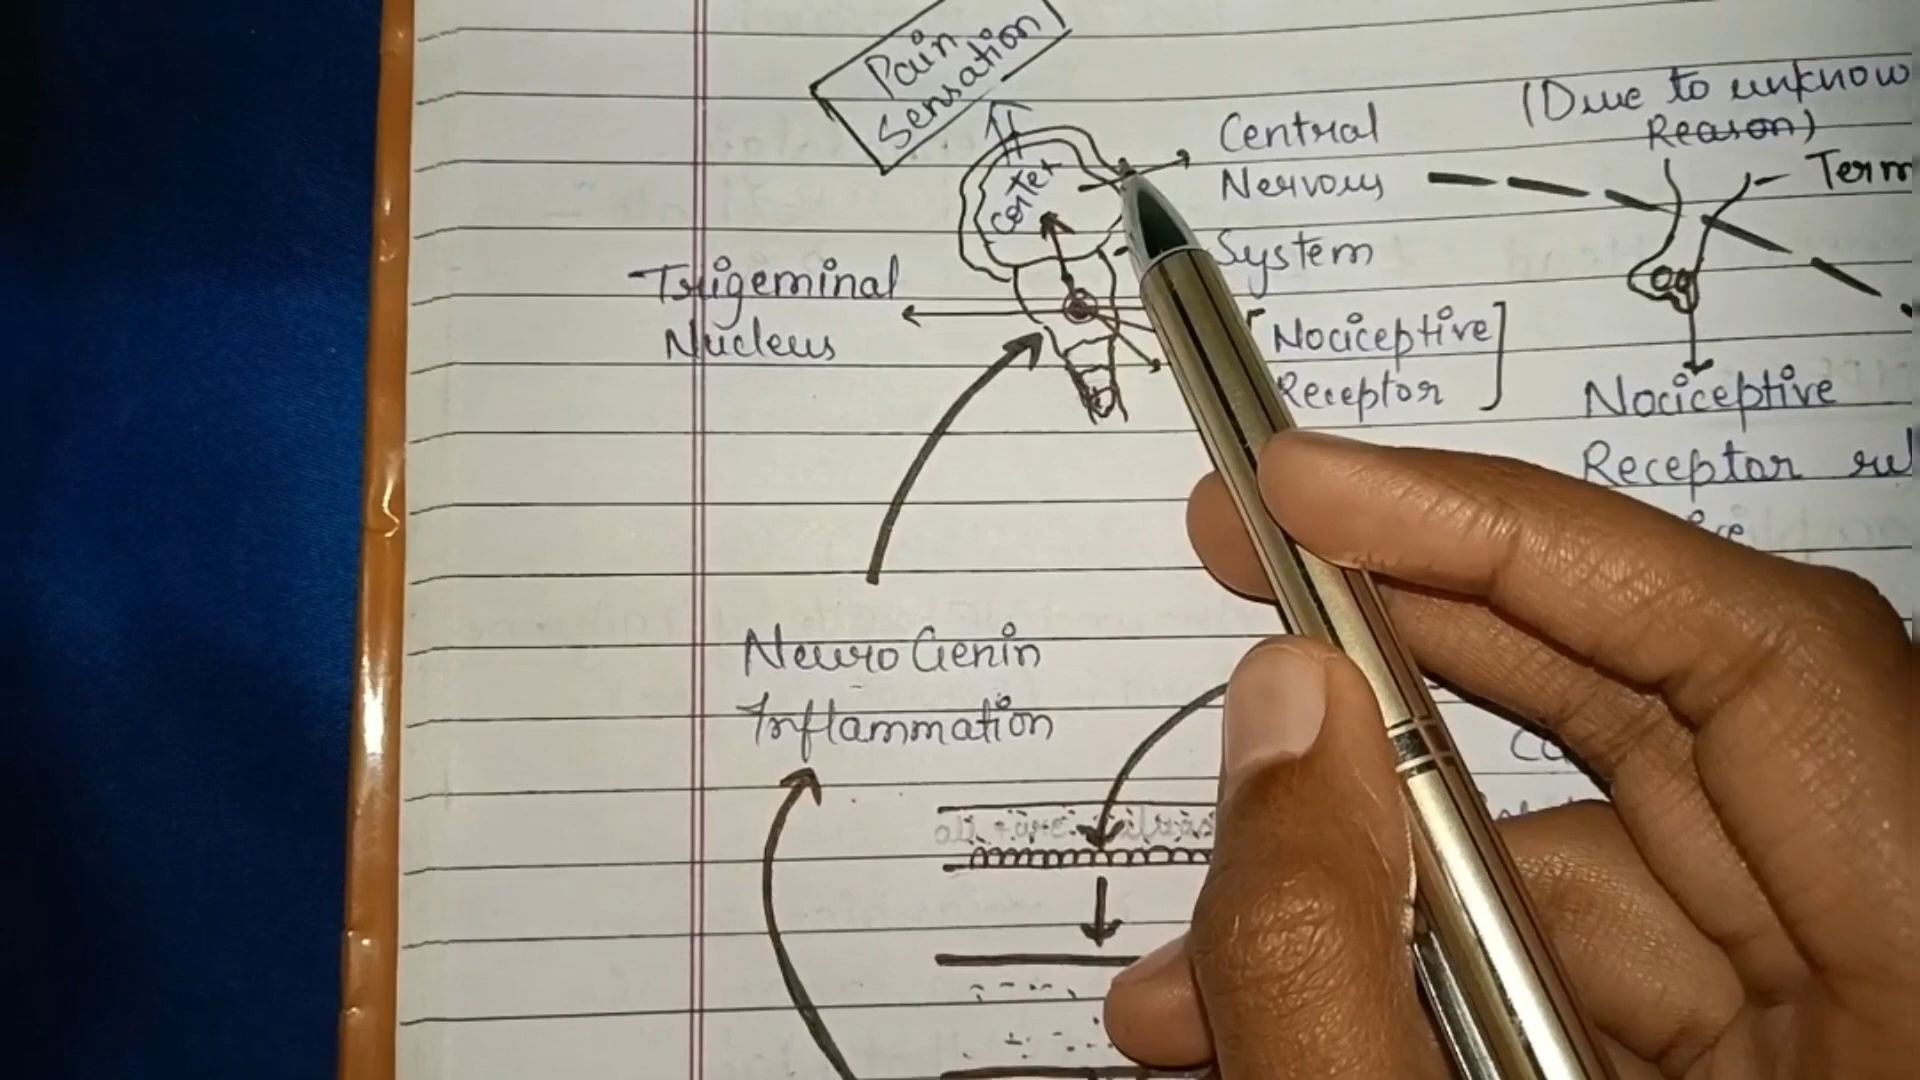 Pain
Sensation
Cortex
Central
Nervous
System
[Nociceptive
Receptor]
Trigeminal
Nucleus
(Due to unknow
Reason)
Term
Nociceptive
Receptor
Neuro Genin
Inflammation